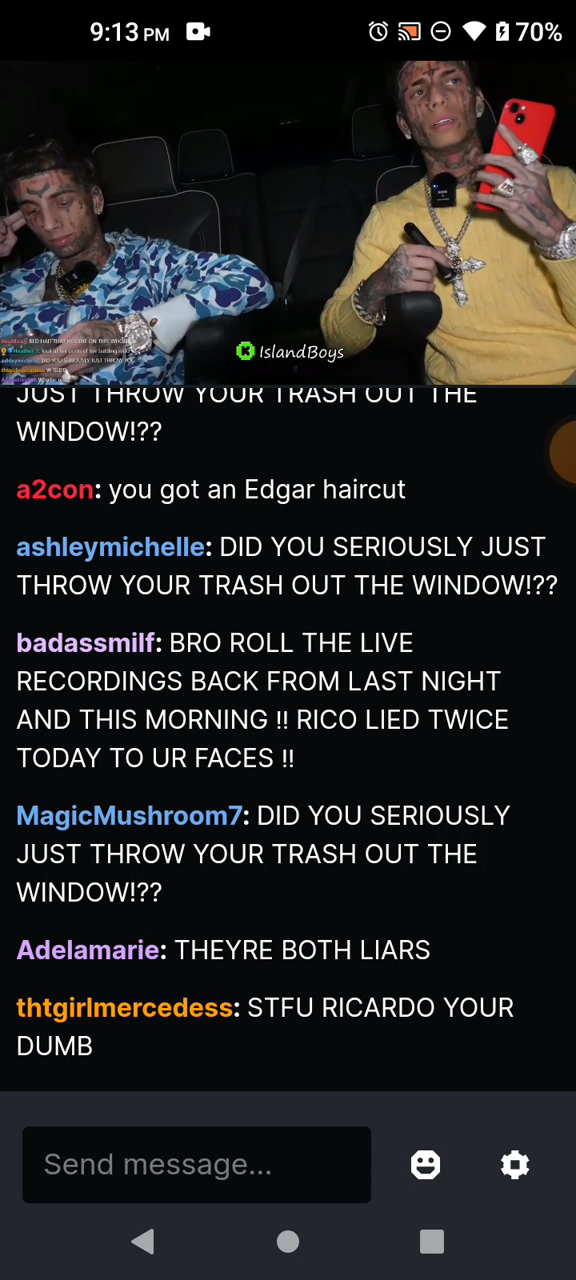 9:13 PM
70%
IslandBoys
JUST THROW YOUR TRASH OUT THE
WINDOW!??
a2con: you got an Edgar haircut
ashleymichelle: DID YOU SERIOUSLY JUST
THROW YOUR TRASH OUT THE WINDOW!??
badassmilf: BRO ROLL THE LIVE
RECORDINGS BACK FROM LAST NIGHT
AND THIS MORNING !! RICO LIED TWICE
TODAY TO UR FACES !!
MagicMushroom7: DID YOU SERIOUSLY
JUST THROW YOUR TRASH OUT THE
WINDOW!??
Adelamarie: THEYRE BOTH LIARS
thtgirlmercedess: STFU RICARDO YOUR
DUMB
Send message...